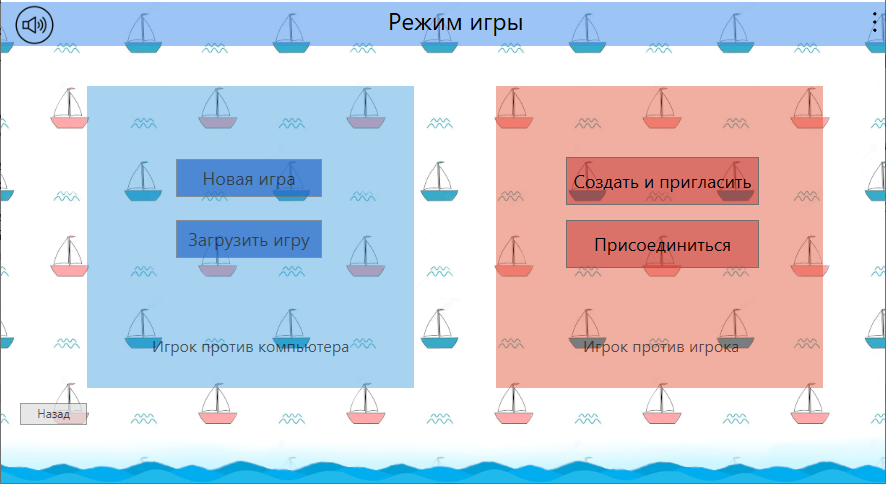 Режим игры
Новая игра
Загрузить игру
Игрок против компьютера
Создать и пригласить
Присоединиться
Игрок против игрока
Назад